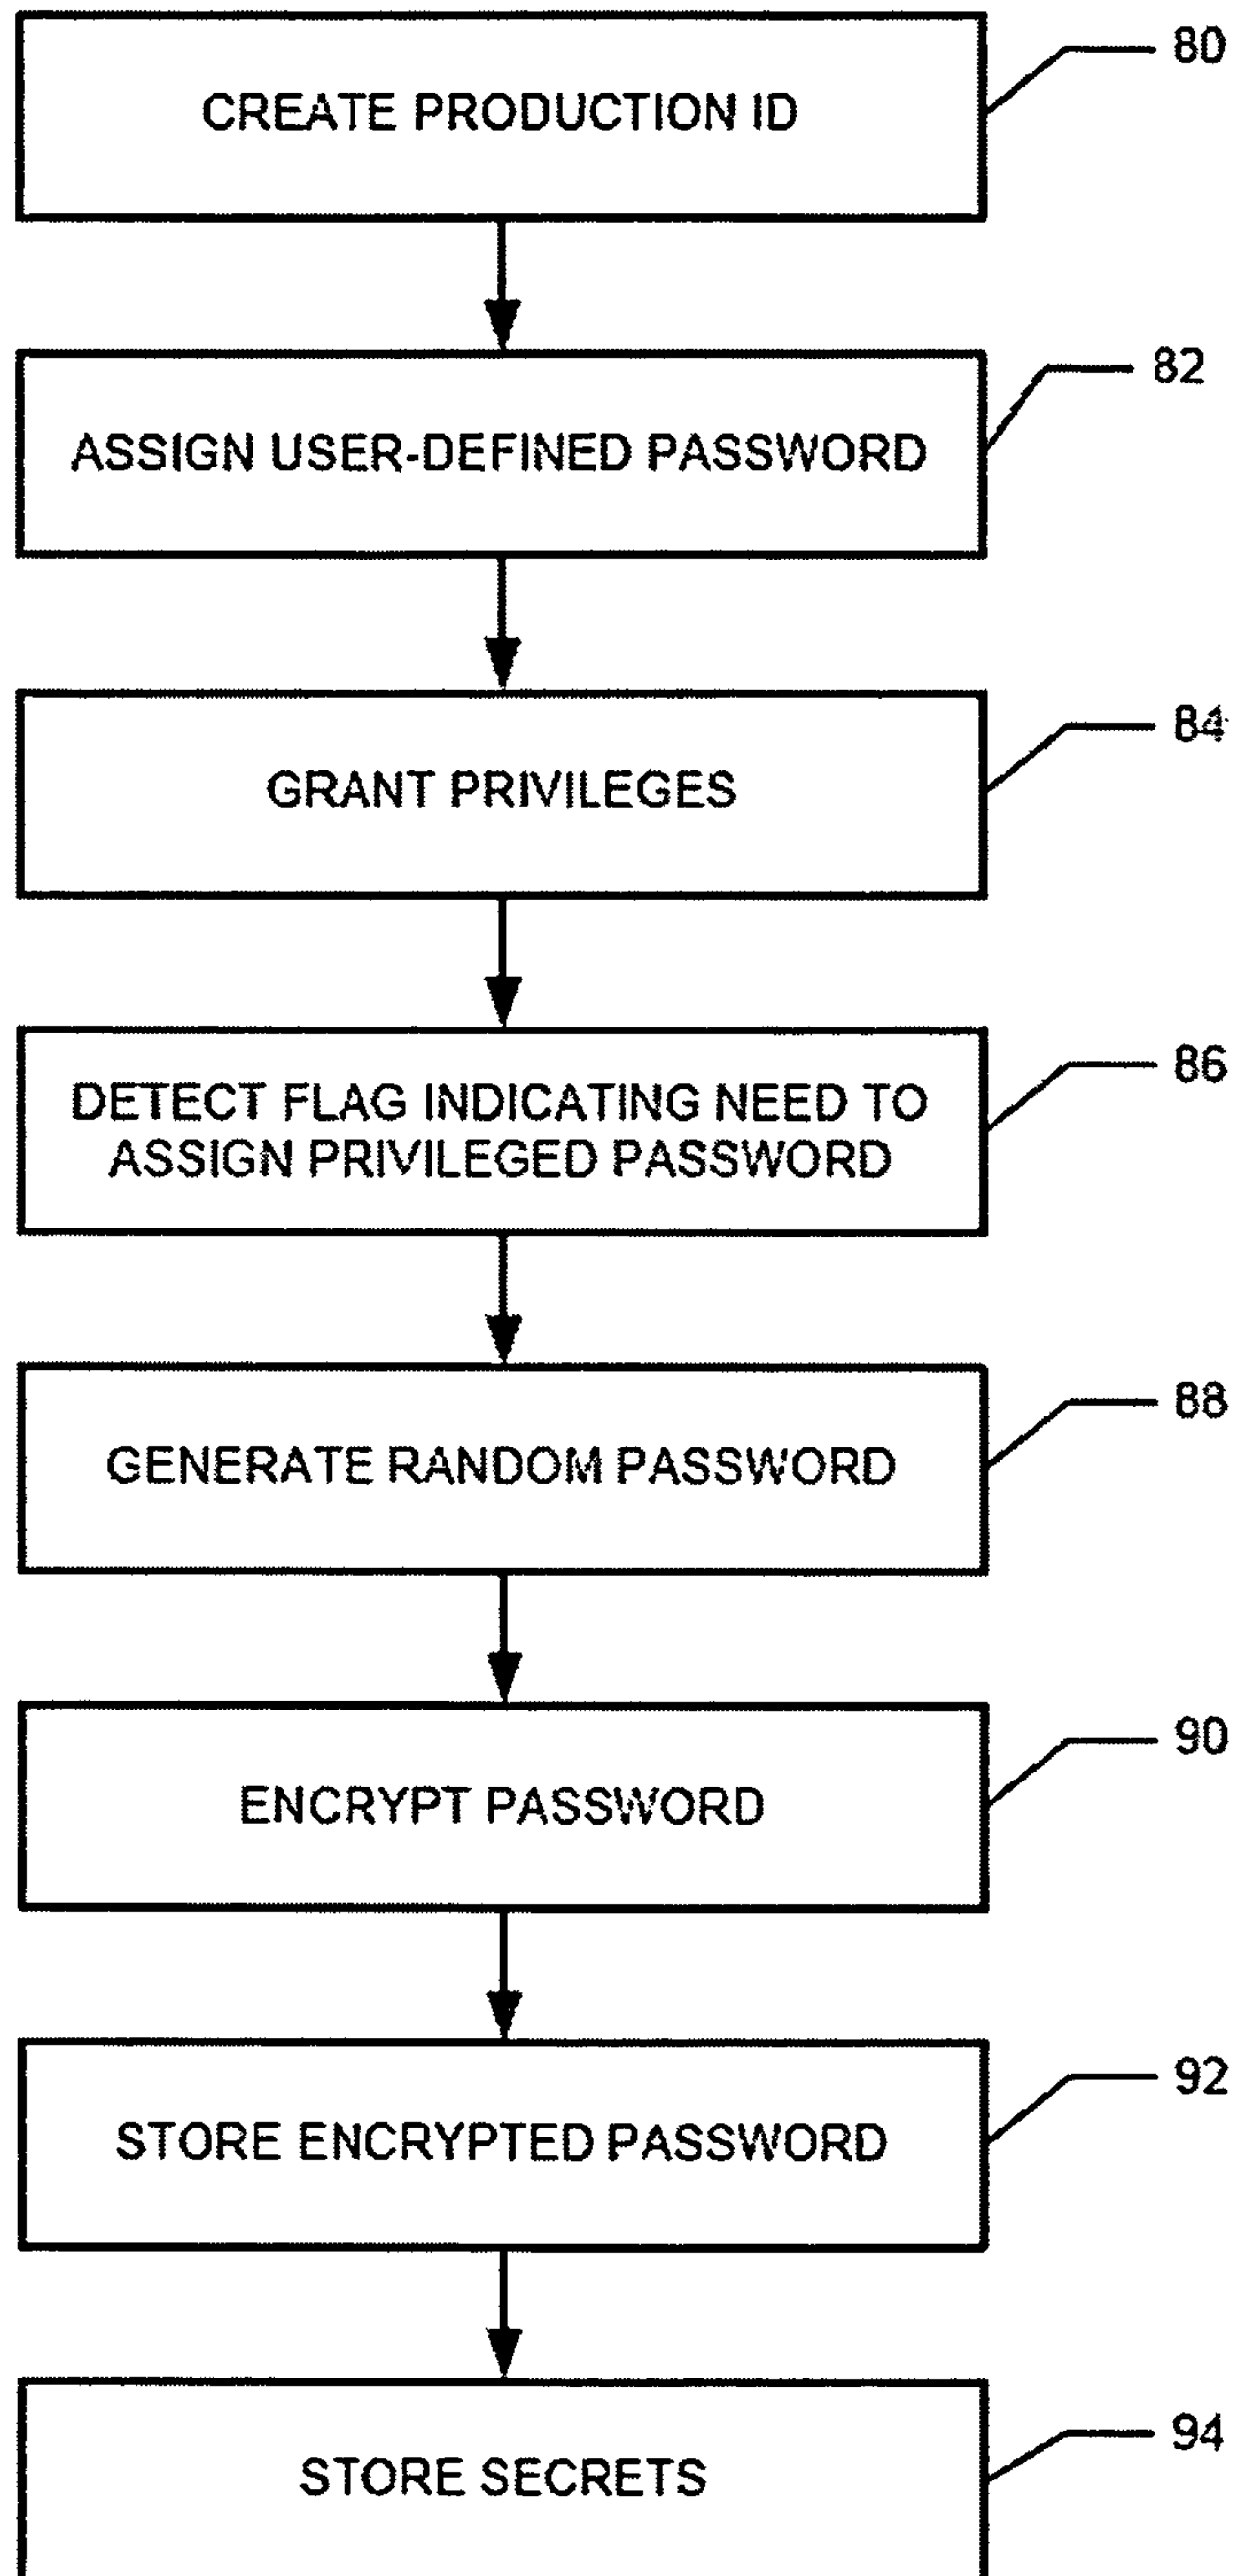 CREATE PRODUCTION ID
80
ASSIGN USER-DEFINED PASSWORD
82
GRANT PRIVILEGES
84
DETECT FLAG INDICATING NEED TO
ASSIGN PRIVILEGED PASSWORD
86
GENERATE RANDOM PASSWORD
88
ENCRYPT PASSWORD
90
STORE ENCRYPTED PASSWORD
92
STORE SECRETS
94